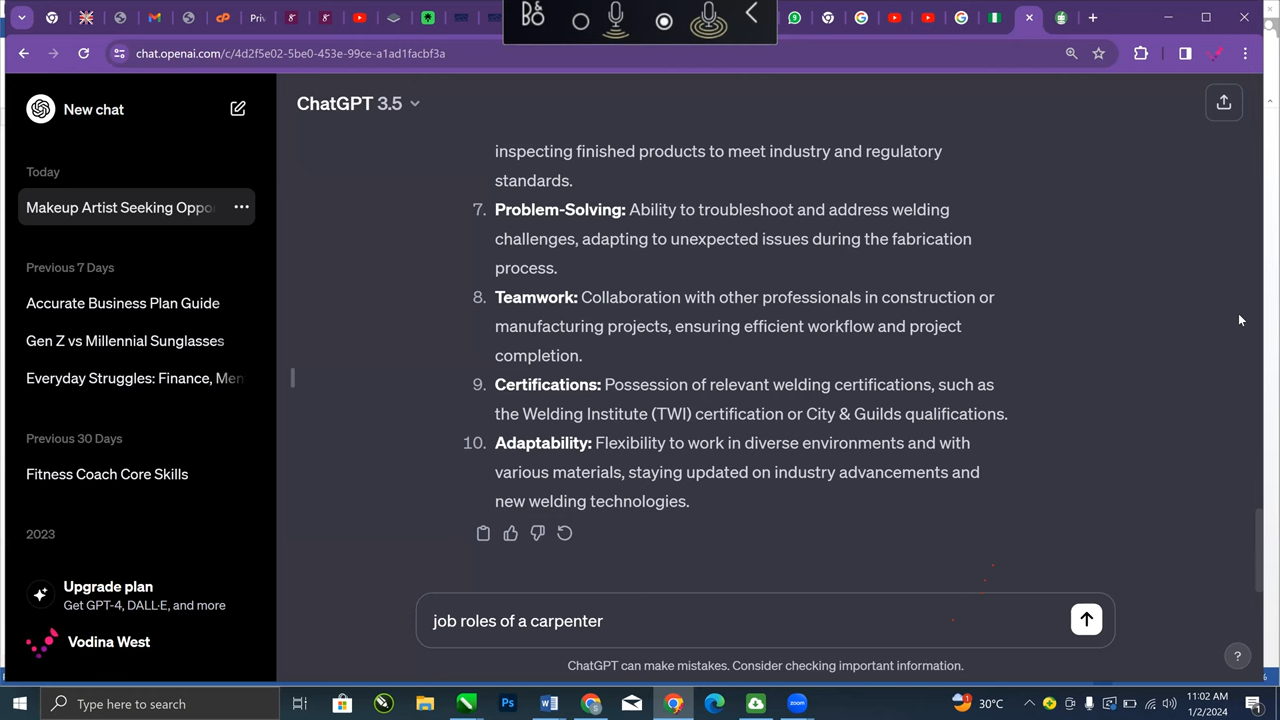 Priv
chat.openai.com/c/4d2f5e02-5be0-453e-99c1-a1ad1facbf3a
New chat
Today
Makeup Artist Seeking Oppo
Previous 7 Days
Accurate Business Plan Guide
Gen Z vs Millennial Sunglasses
Everyday Struggles: Finance, Men
Previous 30 Days
Fitness Coach Core Skills
2023
Upgrade plan
Get GPT-4, DALL·E, and more
Vodina West
ChatGPT 3.5
inspecting finished products to meet industry and regulatory
standards.
7. Problem-Solving: Ability to troubleshoot and address welding
challenges, adapting to unexpected issues during the fabrication
process.
8. Teamwork: Collaboration with other professionals in construction or
manufacturing projects, ensuring efficient workflow and project
completion.
9. Certifications: Possession of relevant welding certifications, such as
the Welding Institute (TWI) certification or City & Guilds qualifications.
10. Adaptability: Flexibility to work in diverse environments and with
various materials, staying updated on industry advancements and
new welding technologies.
job roles of a carpenter
ChatGPT can make mistakes. Consider checking important information.
?
Type here to search
zoom
30°C
11:02 AM
1/2/2024